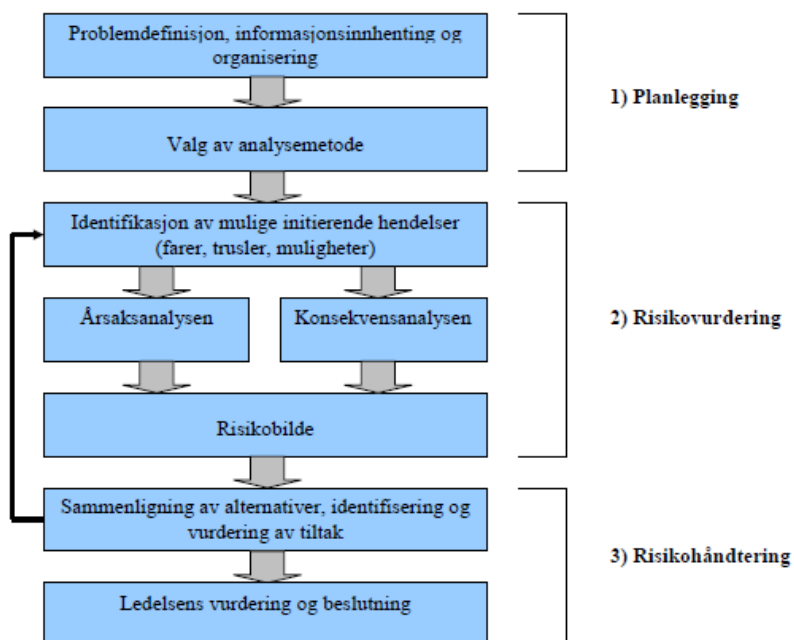 Problemdefinisjon, informasjonsinnhenting og
organisering
1) Planlegging
Valg av analysemetode
Identifikasjon av mulige initierende hendelser
(farer, trusler, muligheter)
Årsaksanalysen
Konsekvensanalysen
2) Risikovurdering
Risikobilde
Sammenligning av alternativer, identifisering og
vurdering av tiltak
3) Risikohåndtering
Ledelsens vurdering og beslutning